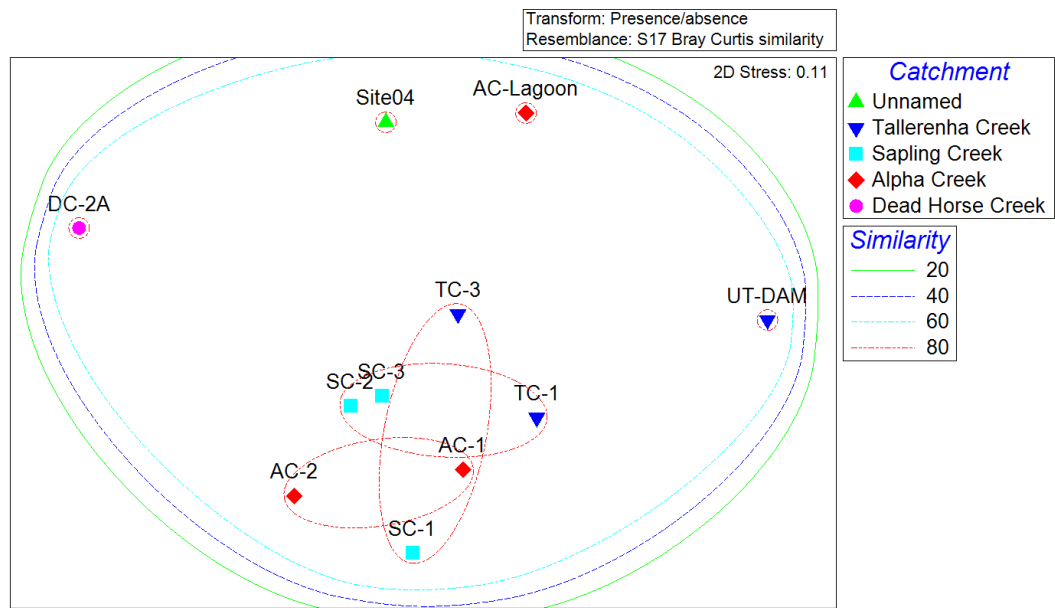 Transform: Presence/absence
Resemblance: S17 Bray Curtis similarity
2D Stress: 0.11
Site04
AC-Lagoon
DC-2A
TC-3
UT-DAM
SC-3
SC-2
TC-1
AC-1
AC-2
SC-1
Catchment
Unnamed
Tallerenha Creek
Sapling Creek
Alpha Creek
Dead Horse Creek
Similarity
20
40
60
80